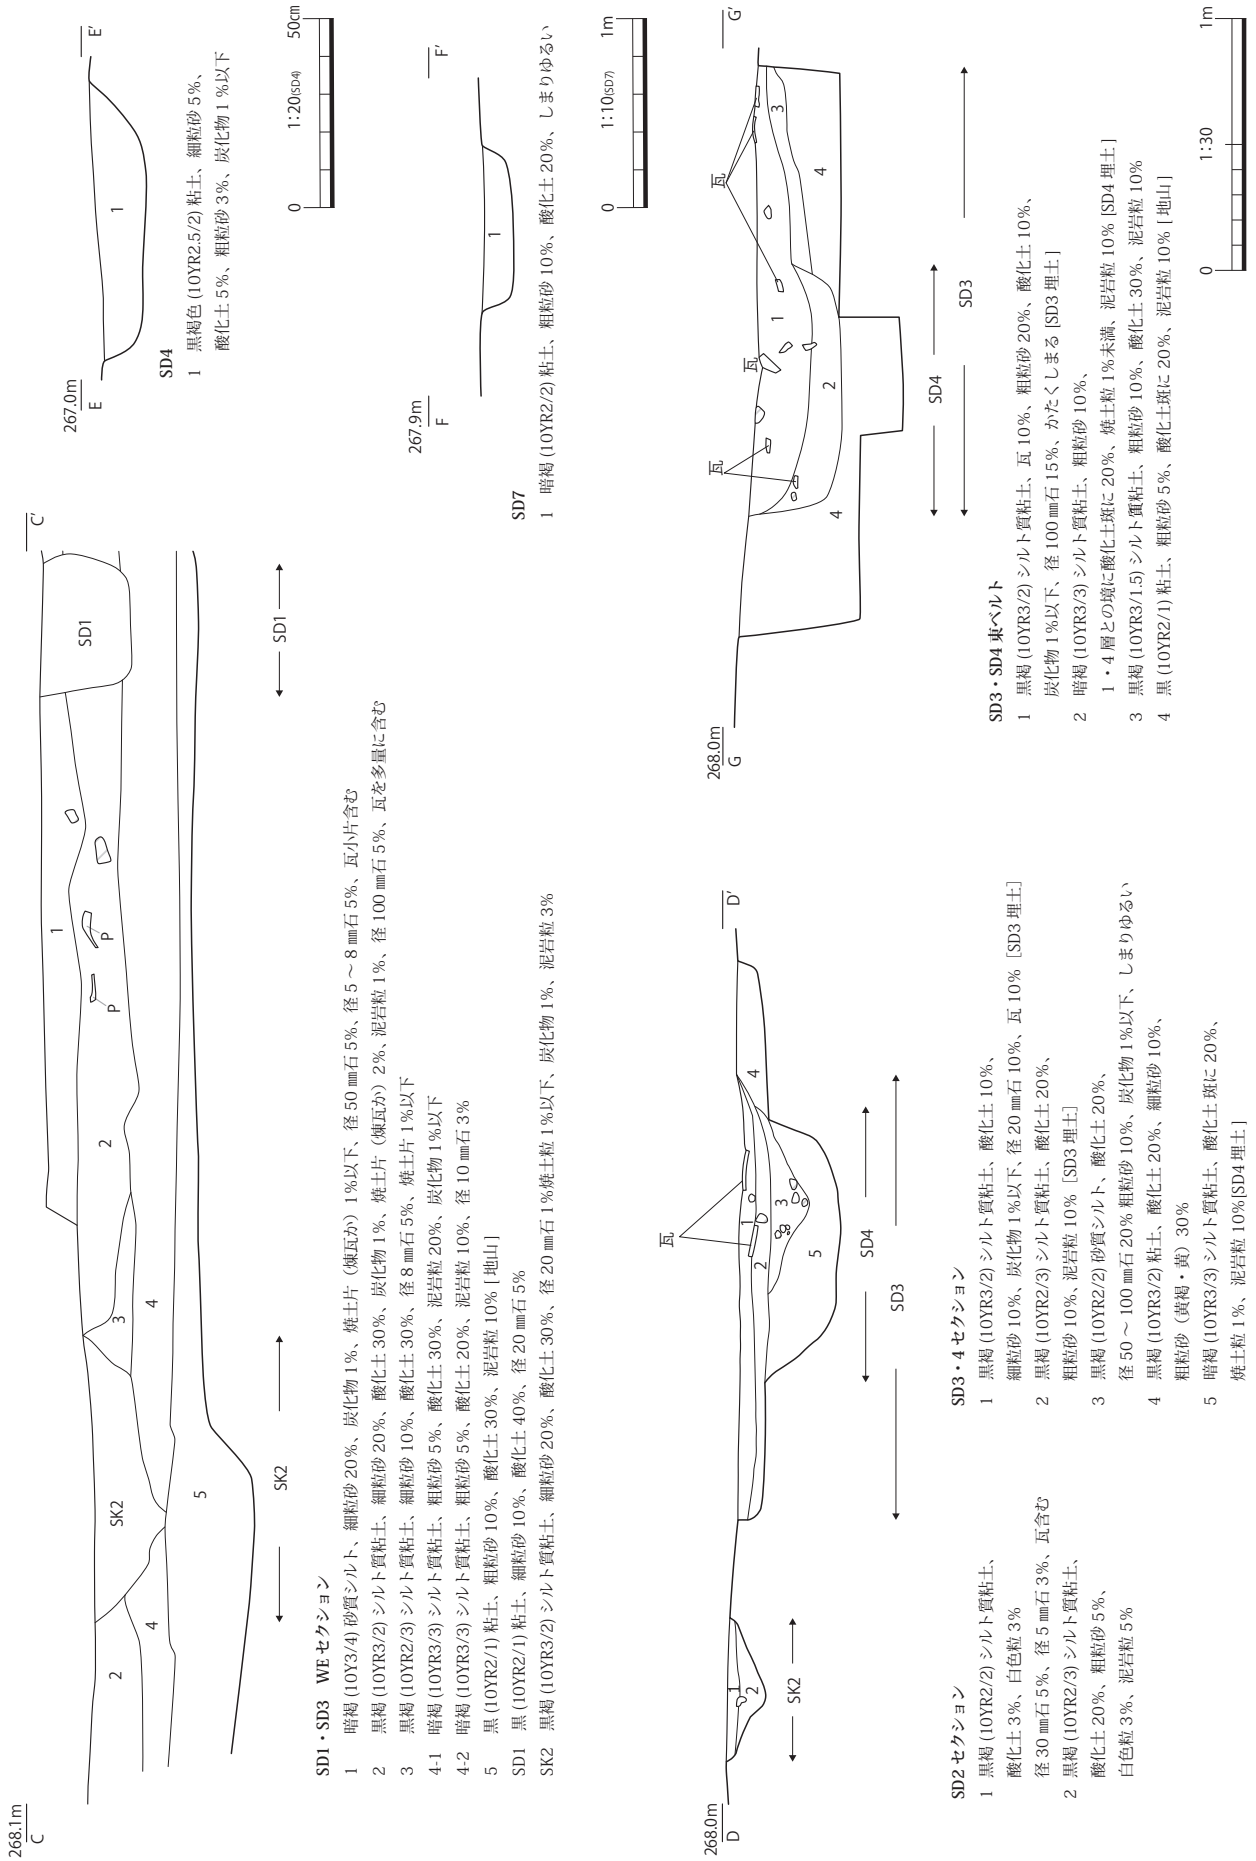 268.1m
C
C'
1
2
3
4
5
2
4
P
P
SK2
SD1
SK2
SD1
SD1・SD3　WEセクション
1　暗褐 (10Y3/4) 砂質シルト、細粒砂 20%、炭化物 1%、焼土片（煉瓦か）1%以下、径 50 ㎜石 5%、径 5 ～ 8 ㎜石 5%、瓦小片含む
2　黒褐 (10YR3/2) シルト質粘土、細粒砂 20%、酸化土 30%、炭化物 1%、焼土片（煉瓦か）2%、泥岩粒 1%、径 100 ㎜石 5%、瓦を多量に含む
3　黒褐 (10YR2/3) シルト質粘土、細粒砂 10%、酸化土 30%、径 8 ㎜石 5%、焼土片 1%以下
4-1　暗褐 (10YR3/3) シルト質粘土、粗粒砂 5%、酸化土 30%、泥岩粒 20%、炭化物 1%以下
4-2　暗褐 (10YR3/3) シルト質粘土、粗粒砂 5%、酸化土 20%、泥岩粒 10%、径 10 ㎜石 3%
5　黒 (10YR2/1) 粘土、粗粒砂 10%、酸化土 30%、泥岩粒 10% [ 地山 ]
SD1　黒 (10YR2/1) 粘土、細粒砂 10%、酸化土 40%、径 20 ㎜石 5%
SK2　黒褐 (10YR3/2) シルト質粘土、細粒砂 20%、酸化土 30%、径 20 ㎜石 1%焼土粒 1%以下、炭化物 1%、泥岩粒 3%
267.0m
E
E'
1
SD4
1　黒褐色 (10YR2.5/2) 粘土、細粒砂 5%、
酸化土 5%、粗粒砂 3%、炭化物 1 %以下
0
1:20(SD4)
50cm
267.9m
F
F'
1
SD7
1　暗褐 (10YR2/2) 粘土、粗粒砂 10%、酸化土 20%、しまりゆるい
0
1:10(SD7)
1m
268.0m
D
D'
瓦
1
2
1
2
3
4
5
SK2
SD4
SD3
SD2 セクション
1　黒褐 (10YR2/2) シルト質粘土、
酸化土 3%、白色粒 3%
径 30 ㎜石 5%、径 5 ㎜石 3%、瓦含む
2　黒褐 (10YR2/3) シルト質粘土、
酸化土 20%、粗粒砂 5%、
白色粒 3%、泥岩粒 5%
SD3・4 セクション
1　黒褐 (10YR3/2) シルト質粘土、酸化土 10%、
細粒砂 10%、炭化物 1%以下、径 20 ㎜石 10%、瓦 10%［SD3 埋土］
2　黒褐 (10YR2/3) シルト質粘土、酸化土 20%、
粗粒砂 10%、泥岩粒 10%［SD3 埋土］
3　黒褐 (10YR2/2) 砂質シルト、酸化土 20%、
径 50 ～ 100 ㎜石 20% 粗粒砂 10%、炭化物 1%以下、しまりゆるい
4　黒褐 (10YR3/2) 粘土、酸化土 20%、細粒砂 10%、
粗粒砂（黄褐・黄）30%
5　暗褐 (10YR3/3) シルト質粘土、酸化土 斑に 20%、
焼土粒 1%、泥岩粒 10%[SD4 埋土 ]
268.0m
G
G'
瓦
瓦
瓦
1
2
3
4
4
SD4
SD3
SD3・SD4 東ベルト
1　黒褐 (10YR3/2) シルト質粘土、瓦 10%、粗粒砂 20%、酸化土 10%、
炭化物 1%以下、径 100 ㎜石 15%、かたくしまる [SD3 埋土 ]
2　暗褐 (10YR3/3) シルト質粘土、粗粒砂 10%、
1・4 層との境に酸化土斑に 20%、焼土粒 1%未満、泥岩粒 10% [SD4 埋土 ]
3　黒褐 (10YR3/1.5) シルト質粘土、粗粒砂 10%、酸化土 30%、泥岩粒 10%
4　黒 (10YR2/1) 粘土、粗粒砂 5%、酸化土斑に 20%、泥岩粒 10% [ 地山 ]
0
1:30
1m